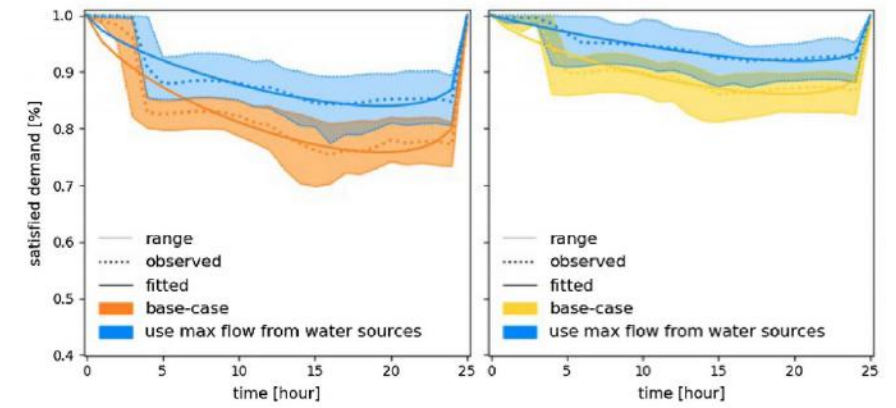 satisfied demand [%]
1.0
0.9
0.8
0.7
0.6
0.5
0.4
range
observed
fitted
base-case
use max flow from water sources
0 5 10 15 20 25
time [hour]
range
observed
fitted
base-case
use max flow from water sources
0 5 10 15 20 25
time [hour]